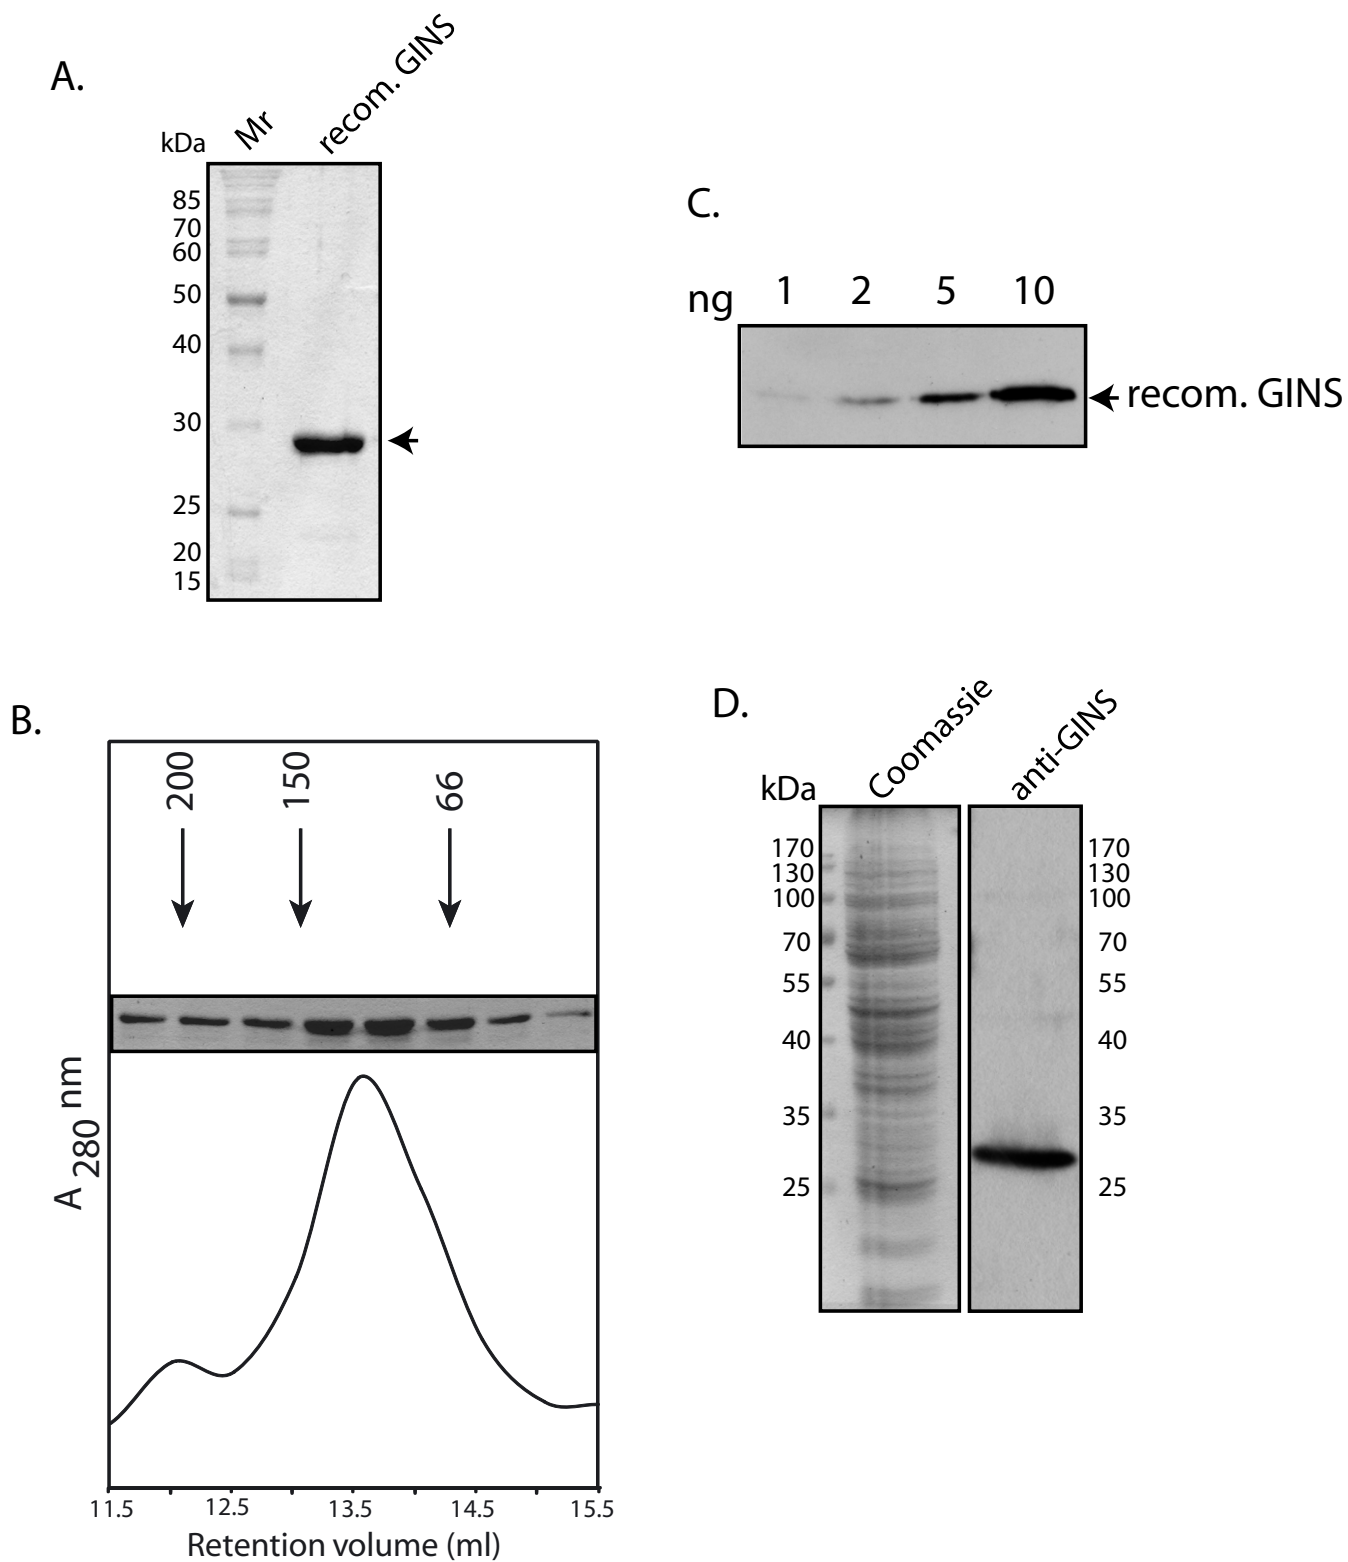 A.
kDa
Mr
recom. GINS
85
70
60
50
40
30
25
20
15
C.
ng 1 2 5 10
recom. GINS
B.
200 150 66
A 280 nm
11.5 12.5 13.5 14.5 15.5
Retention volume (ml)
D.
kDa
Coomassie
anti-GINS
170 170
130 130
100 100
70 70
55 55
40 40
35 35
25 25